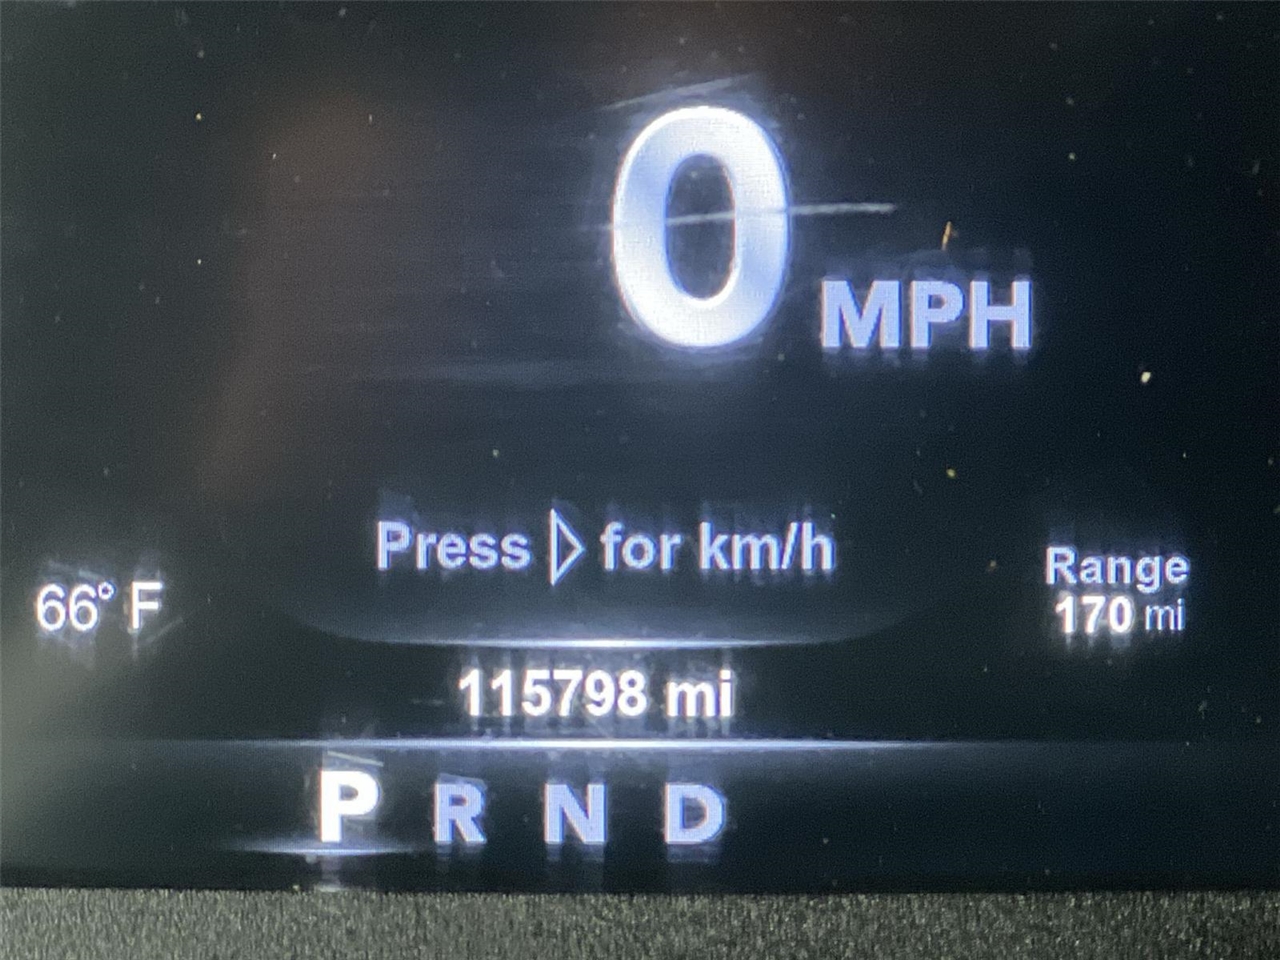 0 MPH
Press ▷ for km/h
66° F
Range
170 mi
115798 mi
P R N D